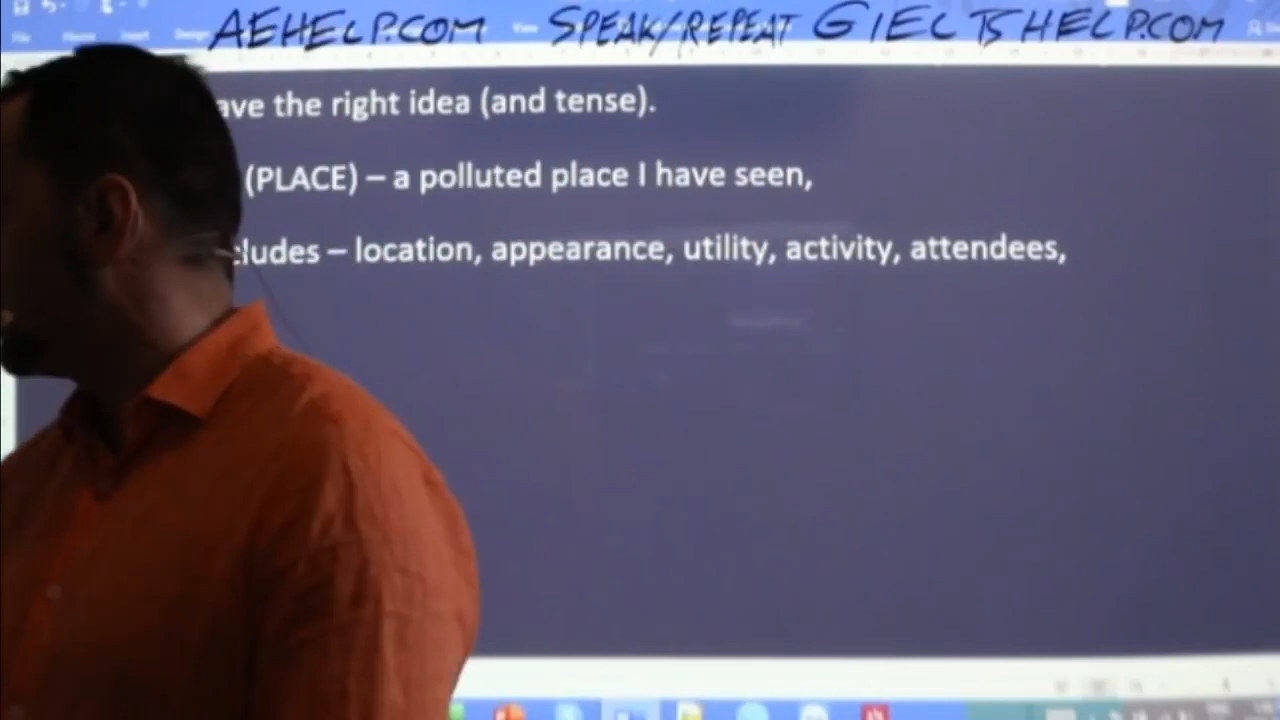 AEHELP.COM SPEAK/REPEAT GIELTSHELP.COM
ave the right idea (and tense).
(PLACE) – a polluted place I have seen,
cludes – location, appearance, utility, activity, attendees,